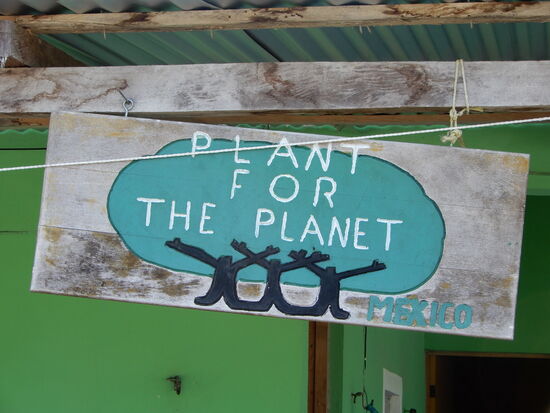 PLANT
FOR
THE PLANET
MEXICO